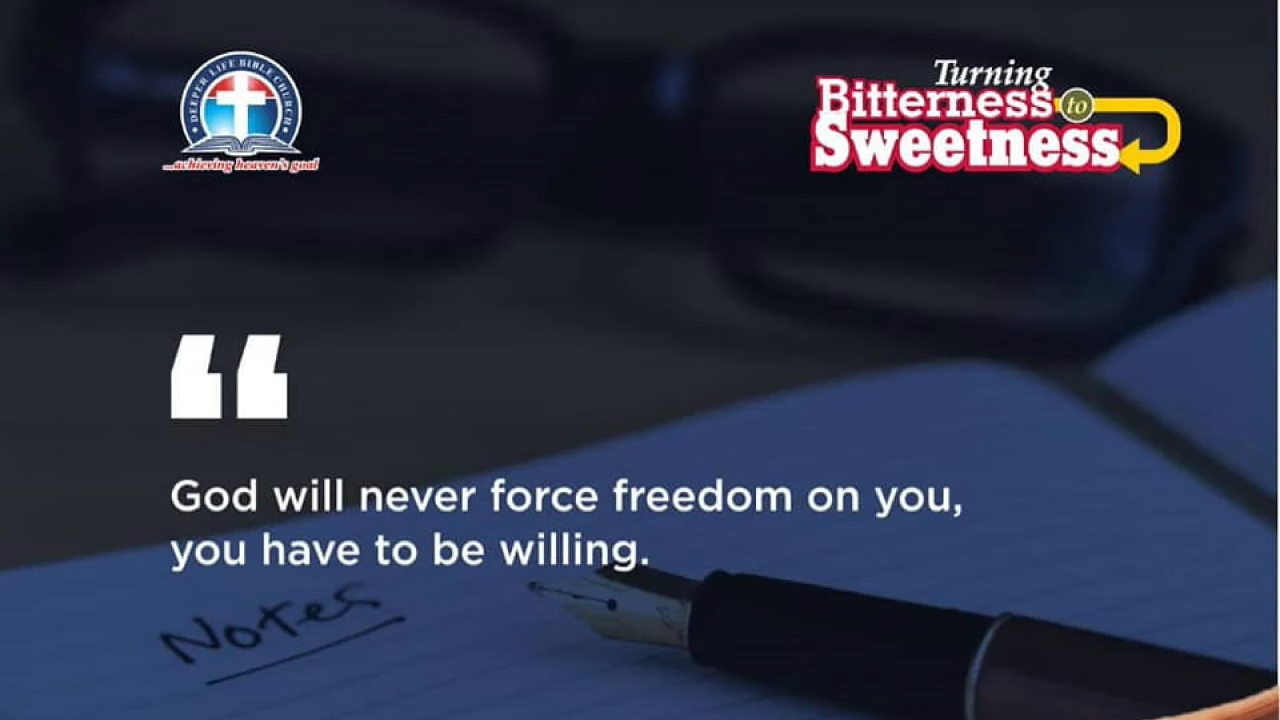 DEEPER LIFE BIBLE CHURCH
...achieving heaven's goal
Turning
Bitterness to
Sweetness
“
God will never force freedom on you,
you have to be willing.
Notes